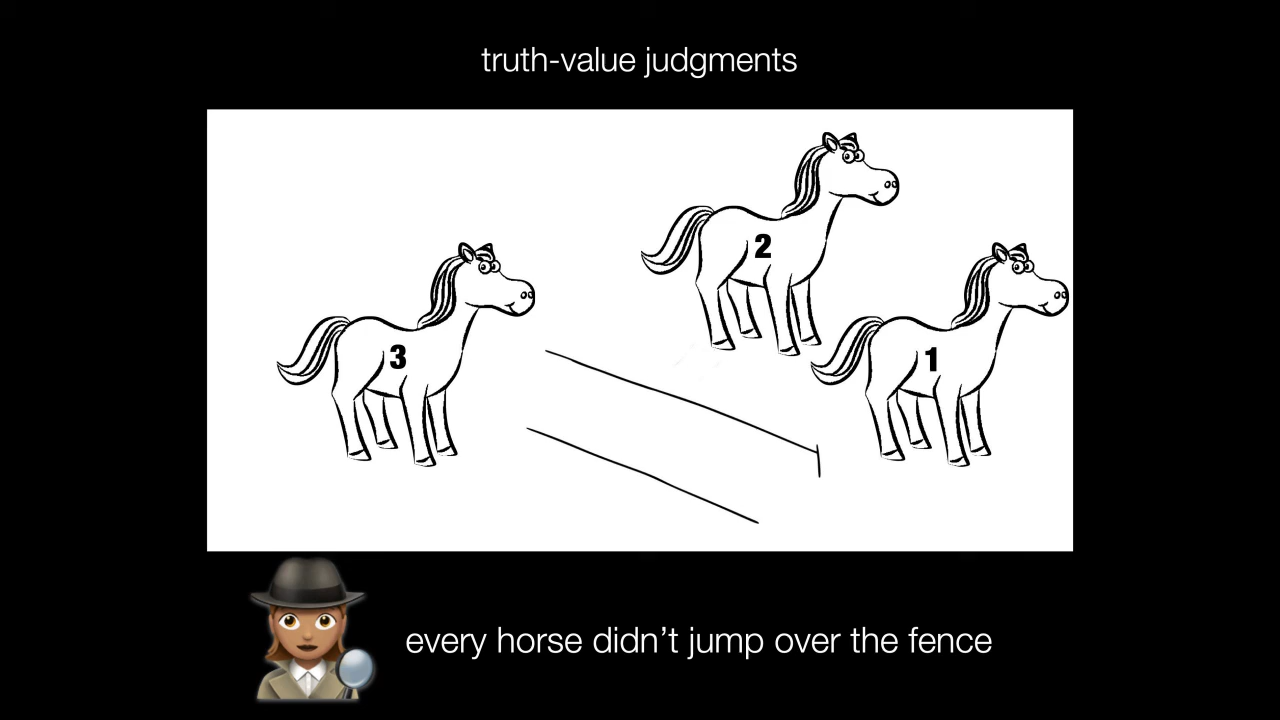 truth-value judgments
2
3
1
every horse didn’t jump over the fence